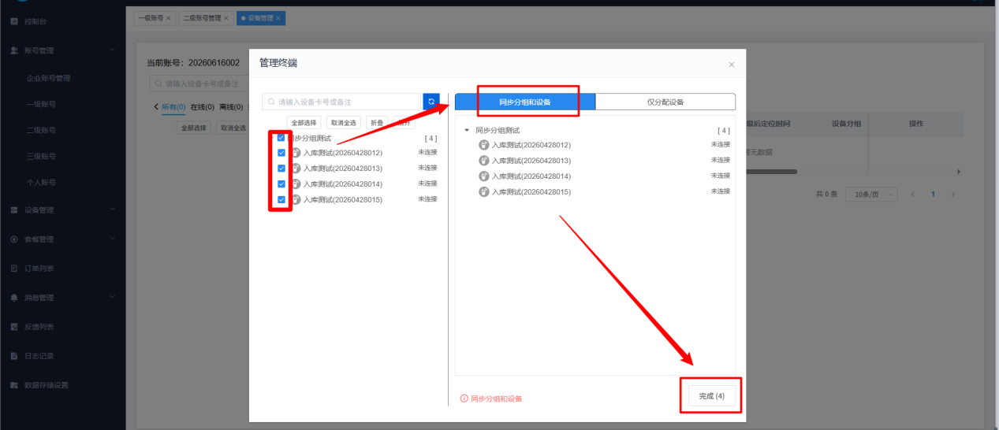 控制台
账号管理
企业账号管理
一级账号
二级账号
三级账号
个人账号
设备管理
套餐管理
订单列表
消息管理
反馈列表
日志记录
数据存储设置
一级账号 ×
二级账号管理 ×
设备管理 ×
当前账号：20260616002
请输入设备卡号或备注
所有(0) 在线(0) 离线(0)
全部选择 取消全选
管理终端
请输入设备卡号或备注
全部选择 取消全选 折叠
同步分组测试 [ 4 ]
入库测试(20260428012) 未连接
入库测试(20260428013) 未连接
入库测试(20260428014) 未连接
入库测试(20260428015) 未连接
同步分组和设备 仅分配设备
同步分组测试 [ 4 ]
入库测试(20260428012) 未连接
入库测试(20260428013) 未连接
入库测试(20260428014) 未连接
入库测试(20260428015) 未连接
同步分组和设备
完成 (4)
最后定位时间 设备分组 操作
无数据
共 0 条 10条/页 1